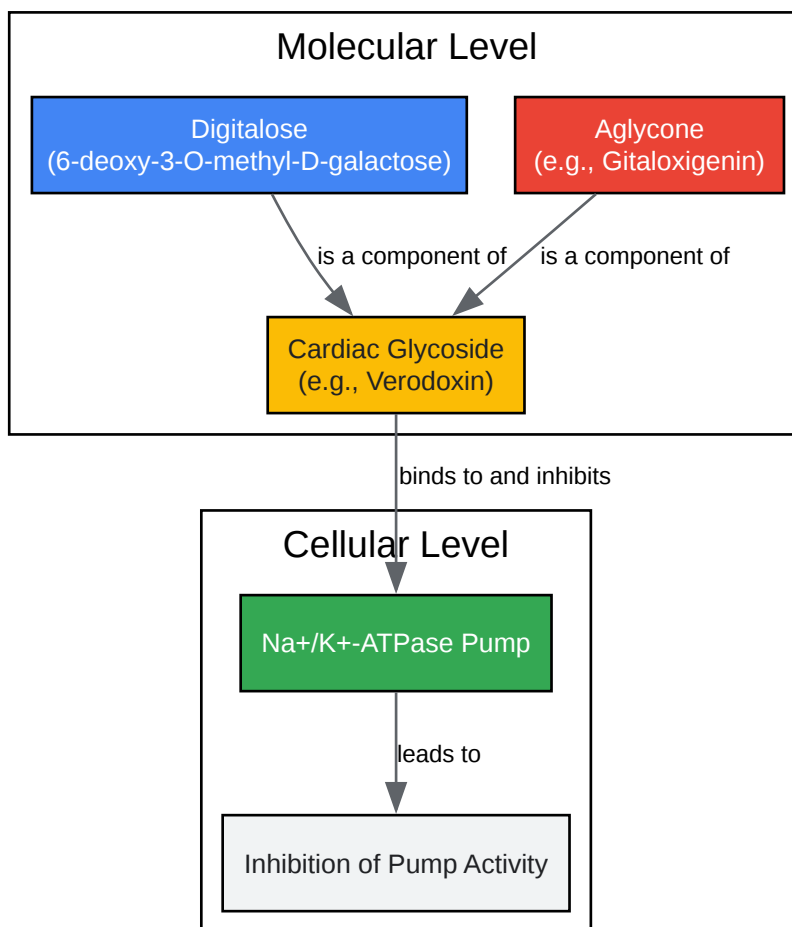 Molecular Level
Digitalose
(6-deoxy-3-O-methyl-D-galactose)
Aglycone
(e.g., Gitaloxigenin)
is a component of
is a component of
Cardiac Glycoside
(e.g., Verodoxin)
binds to and inhibits
Cellular Level
Na+/K+-ATPase Pump
leads to
Inhibition of Pump Activity